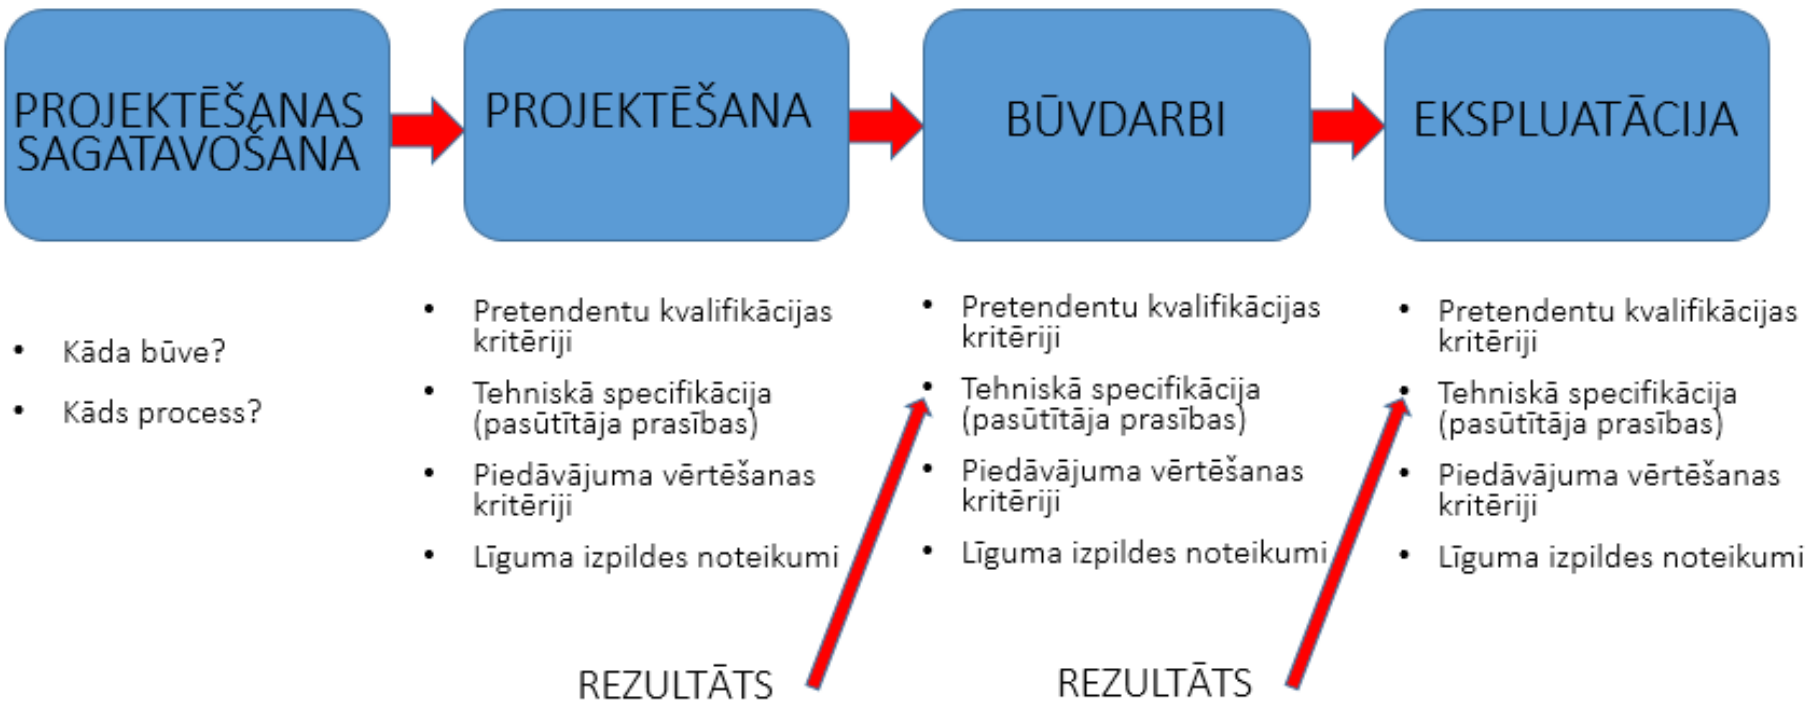 PROJEKTĒŠANAS
SAGATAVOŠANA
PROJEKTĒŠANA
BŪVDARBI
EKSPLUATĀCIJA
• Kāda būve?
• Kāds process?
• Pretendentu kvalifikācijas
kritēriji
• Tehniskā specifikācija
(pasūtītāja prasības)
• Piedāvājuma vērtēšanas
kritēriji
• Līguma izpildes noteikumi
• Pretendentu kvalifikācijas
kritēriji
• Tehniskā specifikācija
(pasūtītāja prasības)
• Piedāvājuma vērtēšanas
kritēriji
• Līguma izpildes noteikumi
• Pretendentu kvalifikācijas
kritēriji
• Tehniskā specifikācija
(pasūtītāja prasības)
• Piedāvājuma vērtēšanas
kritēriji
• Līguma izpildes noteikumi
REZULTĀTS
REZULTĀTS